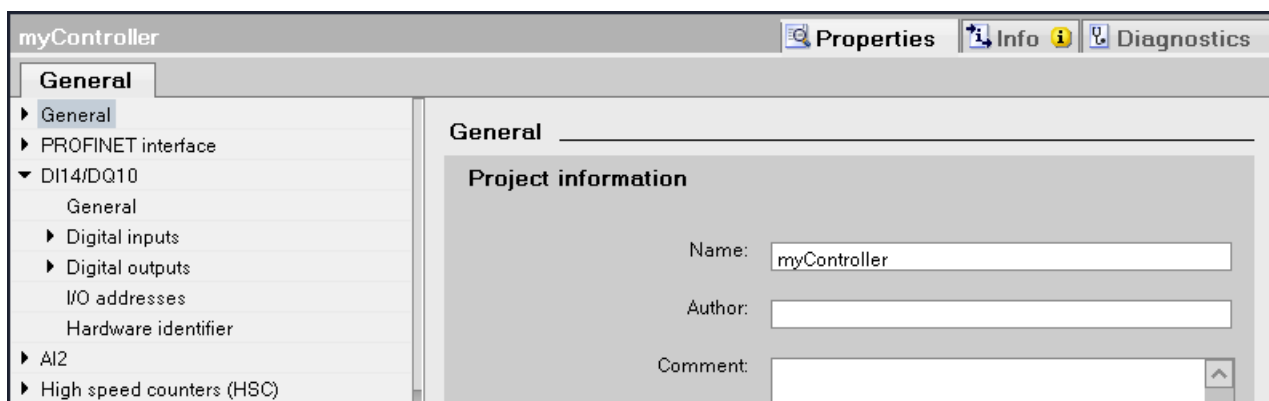 myController
Properties Info Diagnostics
General
General
PROFINET interface
DI14/DQ10
General
Digital inputs
Digital outputs
I/O addresses
Hardware identifier
AI2
High speed counters (HSC)
General
Project information
Name: myController
Author:
Comment: